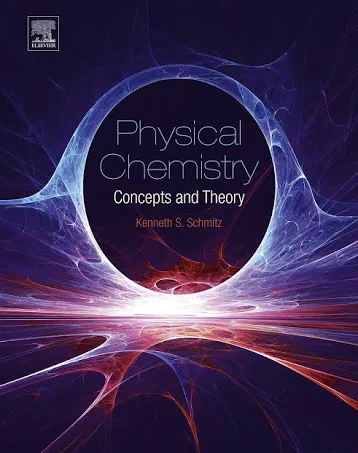 ELSEVIER
Physical
Chemistry
Concepts and Theory
Kenneth S. Schmitz